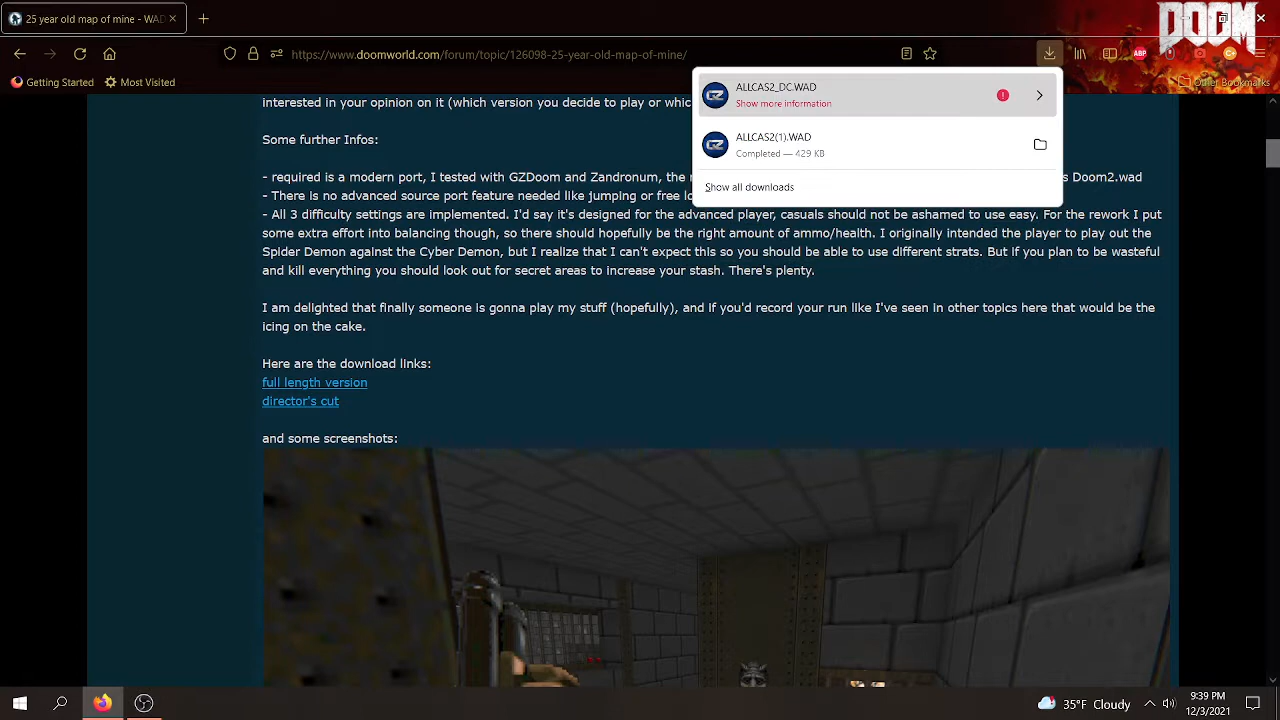 25 year old map of mine - WAD
DOOM
https://www.doomworld.com/forum/topic/126098-25-year-old-map-of-mine/
ABP
Getting Started
Most Visited
Other Bookmarks
ALLCAS2_DC.WAD
Show more information
ALLCAS2(1).WAD
Completed — 429 KB
Show all downloads
interested in your opinion on it (which version you decide to play or which
Some further Infos:
- required is a modern port, I tested with GZDoom and Zandronum, the Doom2.wad
- There is no advanced source port feature needed like jumping or free
- All 3 difficulty settings are implemented. I'd say it's designed for the advanced player, casuals should not be ashamed to use easy. For the rework I put
some extra effort into balancing though, so there should hopefully be the right amount of ammo/health. I originally intended the player to play out the
Spider Demon against the Cyber Demon, but I realize that I can't expect this so you should be able to use different strats. But if you plan to be wasteful
and kill everything you should look out for secret areas to increase your stash. There's plenty.
I am delighted that finally someone is gonna play my stuff (hopefully), and if you'd record your run like I've seen in other topics here that would be the
icing on the cake.
Here are the download links:
full length version
director's cut
and some screenshots:
35°F Cloudy
9:39 PM
12/3/2021